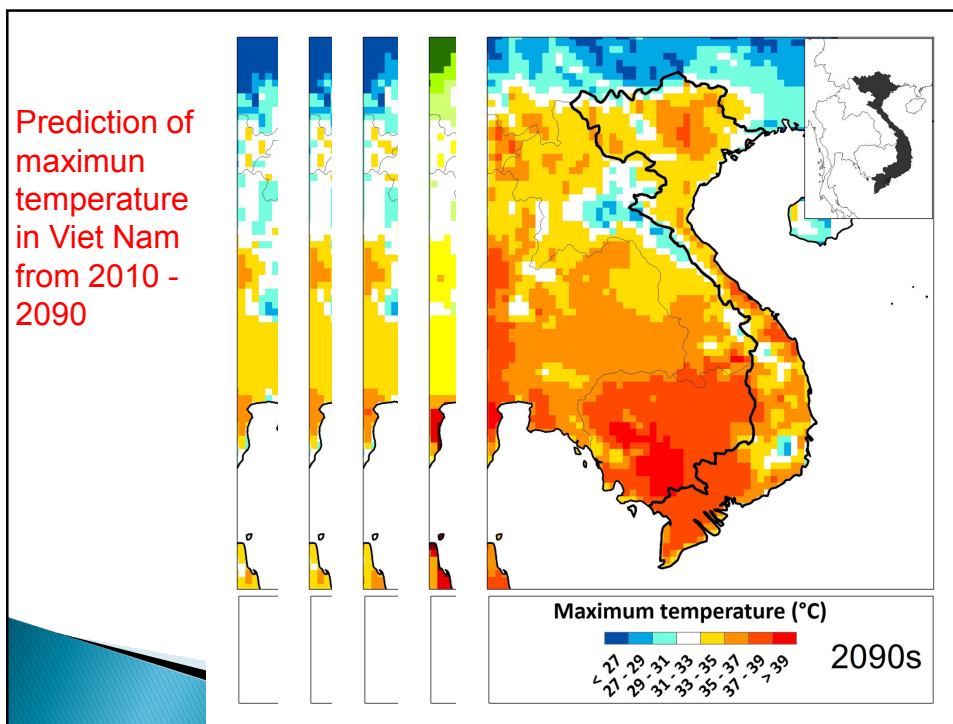 Prediction of
maximun
temperature
in Viet Nam
from 2010 -
2090
Maximum temperature (°C)
< 27
27 - 29
29 - 31
31 - 33
33 - 35
35 - 37
37 - 39
> 39
2090s